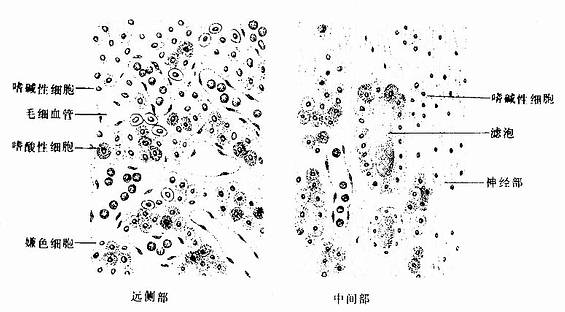 嗜碱性细胞
毛细血管
嗜酸性细胞
嫌色细胞
远侧部
嗜碱性细胞
滤泡
神经部
中间部